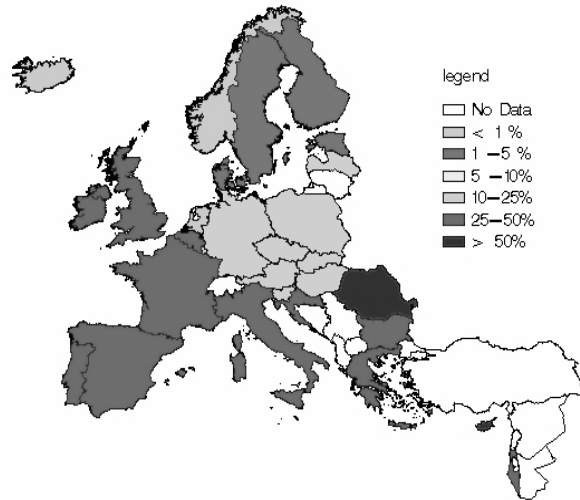 legend
No Data
< 1 %
1 –5 %
5 –10%
10–25%
25–50%
> 50%